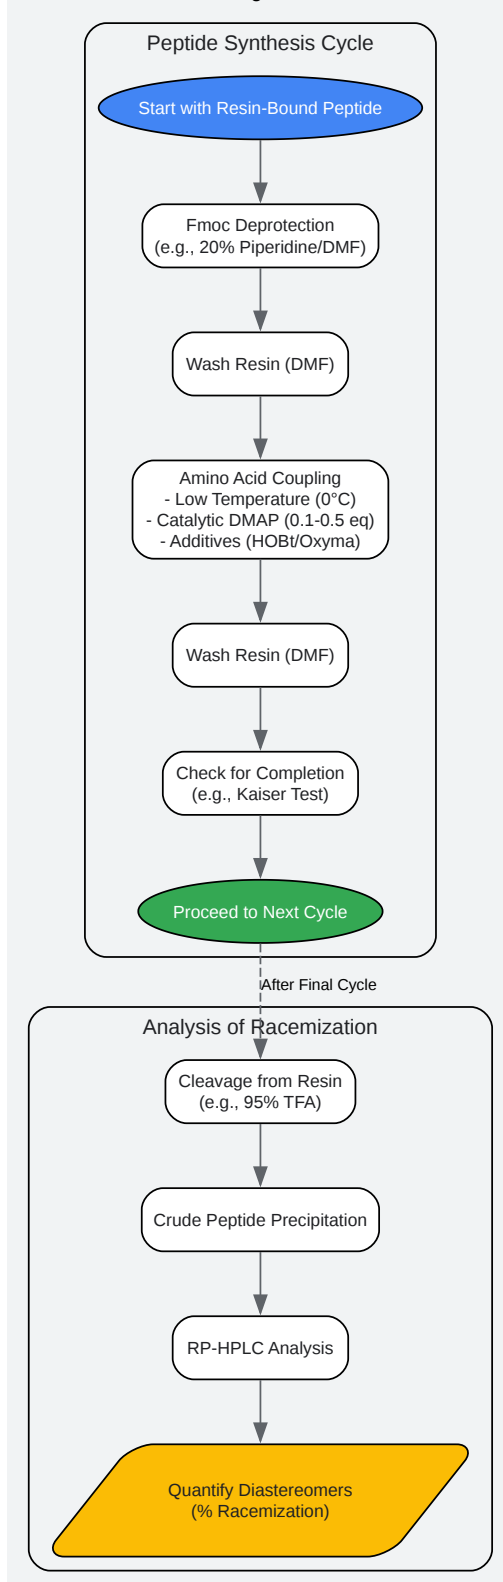 Peptide Synthesis Cycle
Start with Resin-Bound Peptide
Fmoc Deprotection
(e.g., 20% Piperidine/DMF)
Wash Resin (DMF)
Amino Acid Coupling
- Low Temperature (0°C)
- Catalytic DMAP (0.1-0.5 eq)
- Additives (HOBt/Oxyma)
Wash Resin (DMF)
Check for Completion
(e.g., Kaiser Test)
Proceed to Next Cycle
After Final Cycle
Analysis of Racemization
Cleavage from Resin
(e.g., 95% TFA)
Crude Peptide Precipitation
RP-HPLC Analysis
Quantify Diastereomers
(% Racemization)